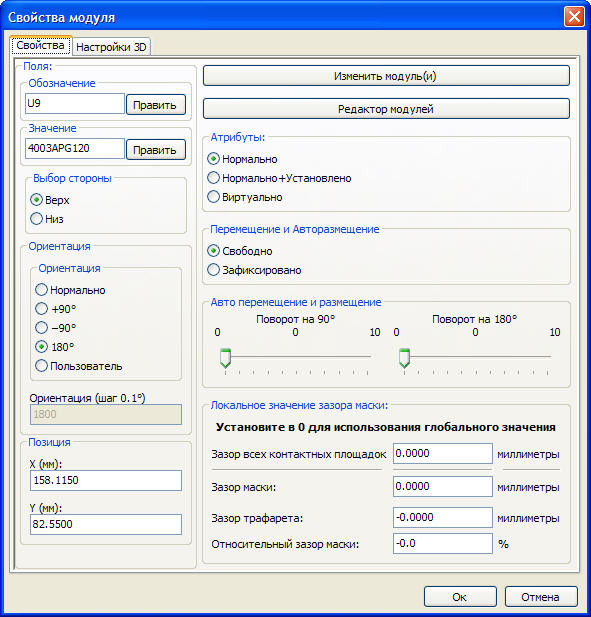 Свойства модуля
Свойства
Настройки 3D
Поля:
Обозначение
U9
Править
Значение
4003APG120
Править
Выбор стороны
Верх
Низ
Ориентация
Ориентация
Нормально
+90°
−90°
180°
Пользователь
Ориентация (шаг 0.1°)
1800
Позиция
X (мм):
158.1150
Y (мм):
82.5500
Изменить модуль(и)
Редактор модулей
Атрибуты:
Нормально
Нормально+Установлено
Виртуально
Перемещение и Авторазмещение
Свободно
Зафиксировано
Авто перемещение и размещение
Поворот на 90° Поворот на 180°
0 0 10 0 0 10
Локальное значение зазора маски:
Установите в 0 для использования глобального значения
Зазор всех контактных площадок 0.0000 миллиметры
Зазор маски: 0.0000 миллиметры
Зазор трафарета: -0.0000 миллиметры
Относительный зазор маски: -0.0 %
Ок Отмена